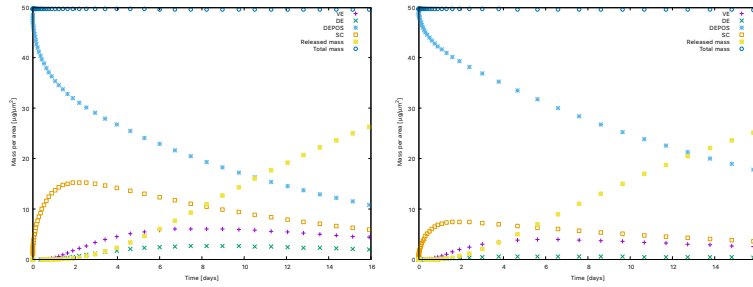 50
40
30
20
10
0
Mass per area [µg/µm²]
0 2 4 6 8 10 12 14 16
Time [days]
VE
DE
DEPOS
SC
Released mass
Total mass
50
40
30
20
10
0
Mass per area [µg/µm²]
0 2 4 6 8 10 12 14
Time [days]
VE
DE
DEPOS
SC
Released mass
Total mass